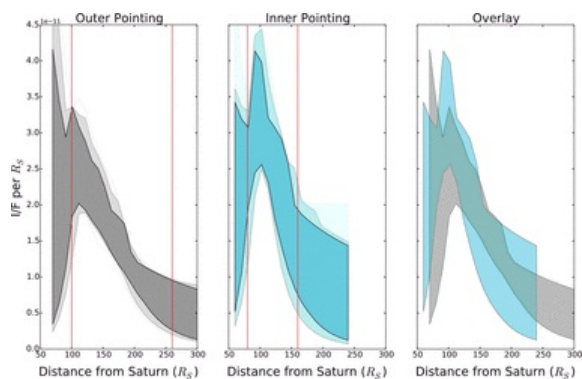 Outer Pointing
Inner Pointing
Overlay
1e-11
4.5
4.0
3.5
3.0
2.5
2.0
1.5
1.0
0.5
0.0
I/F per R_S
50 100 150 200 250 300
50 100 150 200 250 300
50 100 150 200 250 300
Distance from Saturn (R_S)
Distance from Saturn (R_S)
Distance from Saturn (R_S)